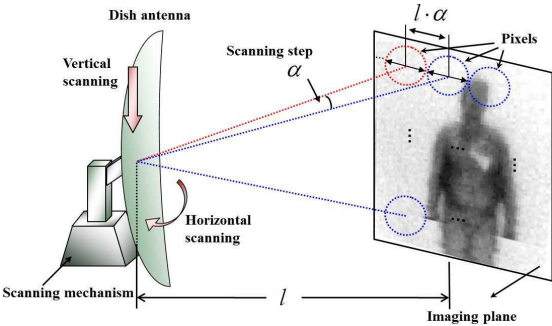 Dish antenna
l · α
Pixels
Vertical
scanning
Scanning step
α
...
...
...
...
...
Horizontal
scanning
Scanning mechanism
l
Imaging plane